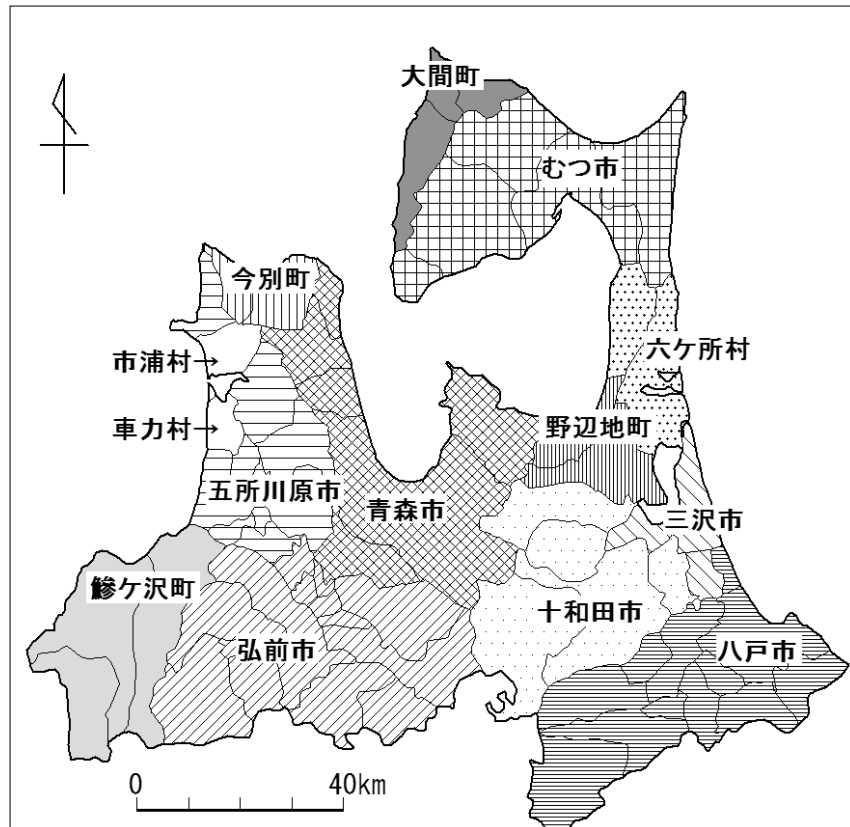 大間町
むつ市
今別町
市浦村→
六ケ所村
車力村→
野辺地町
五所川原市
青森市
三沢市
鰺ケ沢町
十和田市
弘前市
八戸市
0 40km